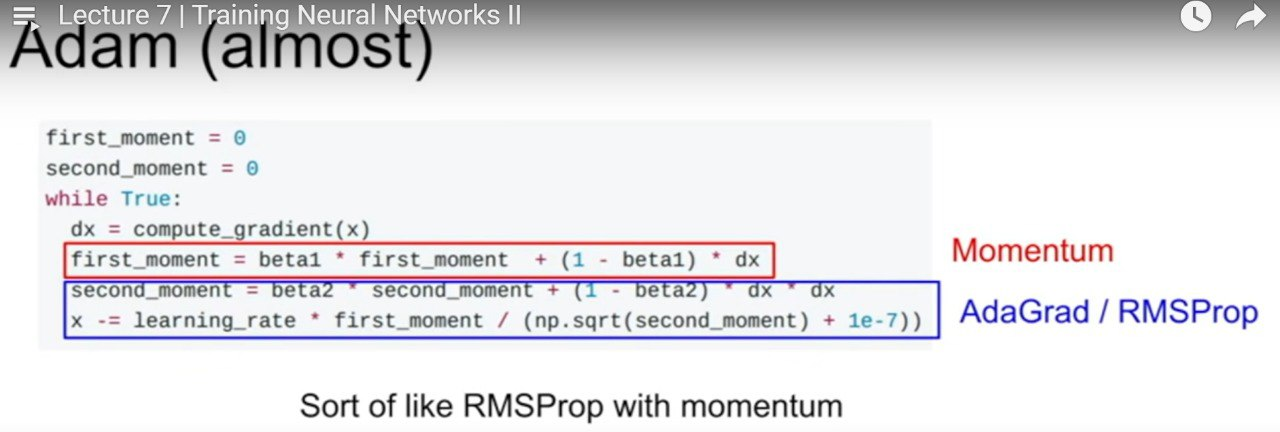 Lecture 7 | Training Neural Networks II
Adam (almost)
first_moment = 0
second_moment = 0
while True:
dx = compute_gradient(x)
first_moment = beta1 * first_moment + (1 - beta1) * dx
Momentum
second_moment = beta2 * second_moment + (1 - beta2) * dx * dx
x -= learning_rate * first_moment / (np.sqrt(second_moment) + 1e-7))
AdaGrad / RMSProp
Sort of like RMSProp with momentum